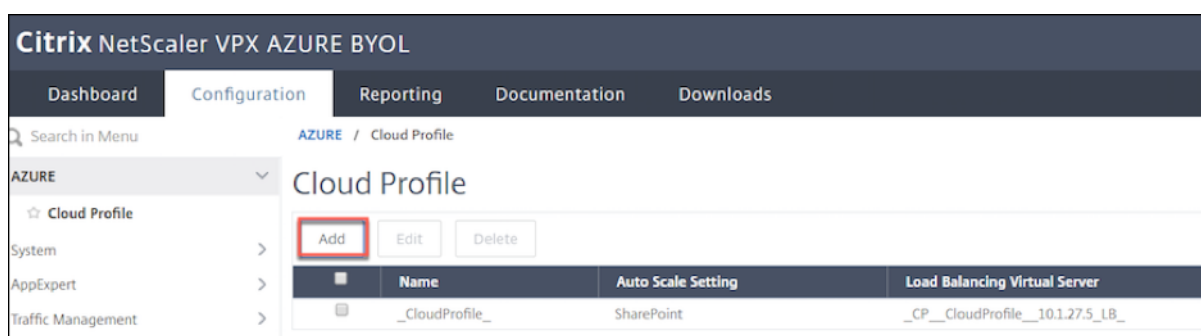 Citrix NetScaler VPX AZURE BYOL
Dashboard Configuration Reporting Documentation Downloads
Search in Menu
AZURE / Cloud Profile
AZURE
Cloud Profile
Cloud Profile
Add Edit Delete
System
Name Auto Scale Setting Load Balancing Virtual Server
AppExpert
_CloudProfile_ SharePoint _CP__CloudProfile__10.1.27.5_LB_
Traffic Management